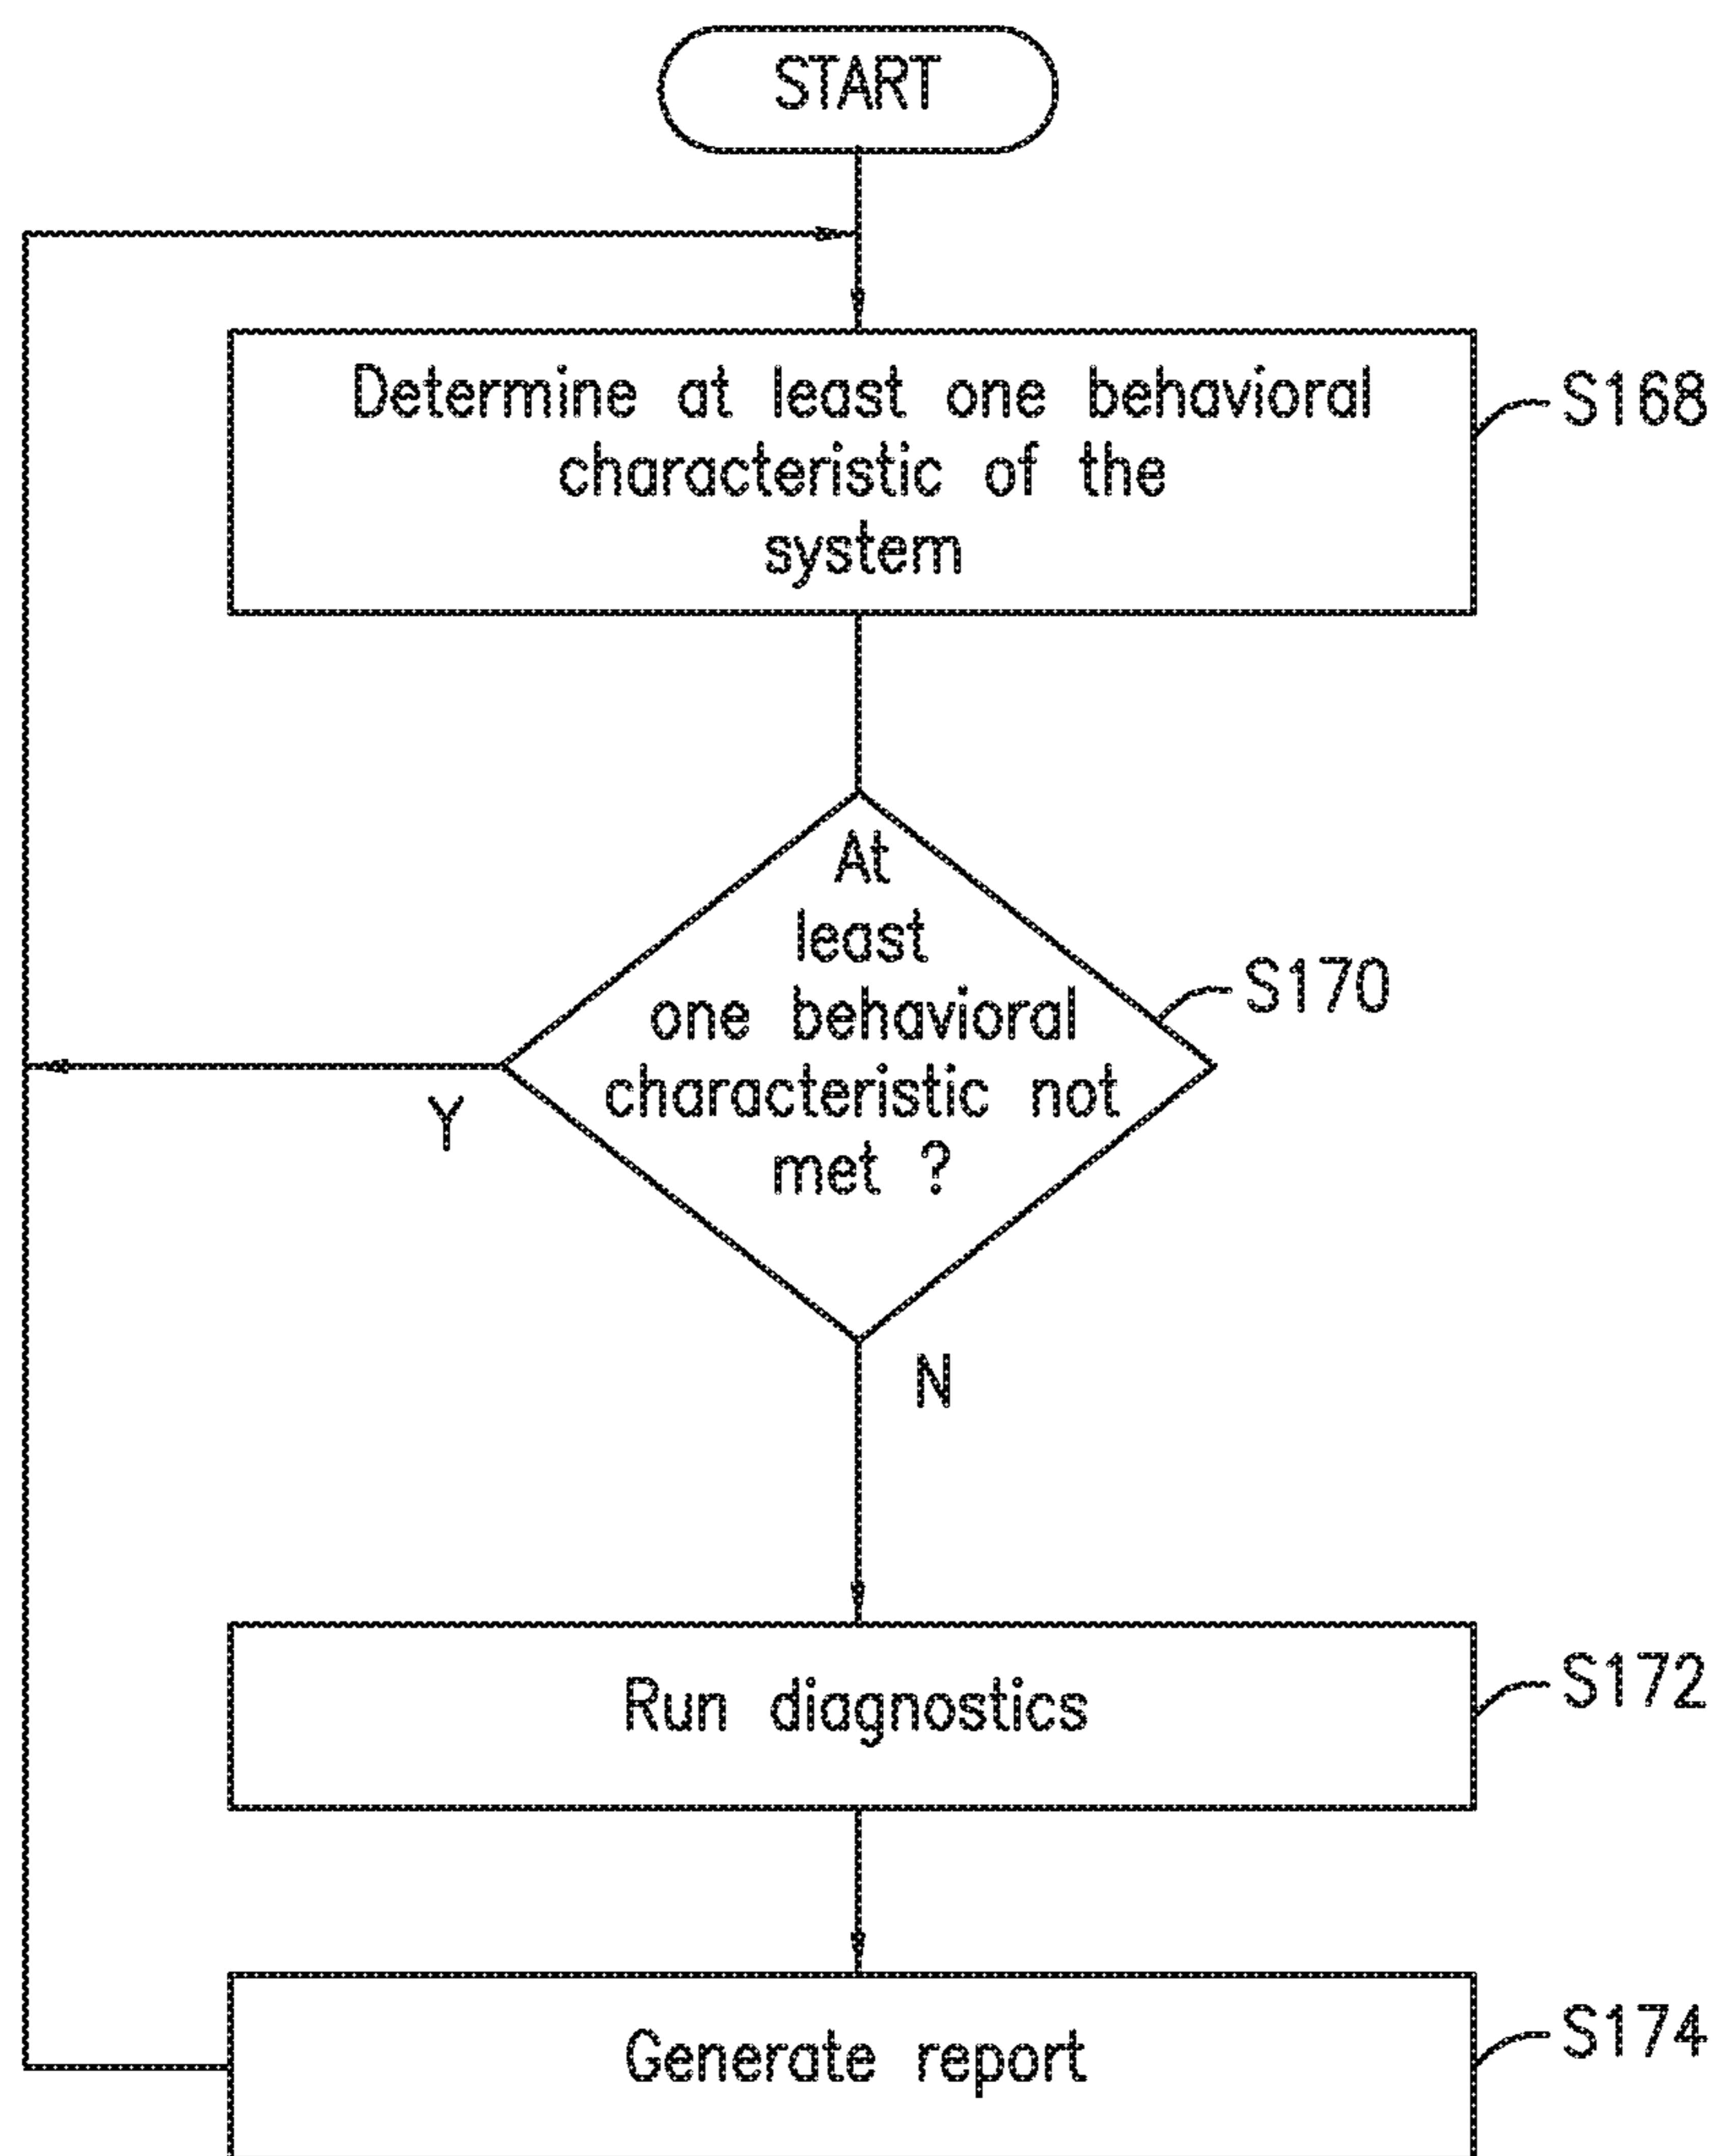 START
Determine at least one behavioral
characteristic of the
system
S168
At
least
one behavioral
characteristic not
met ?
S170
Y
N
Run diagnostics
S172
Generate report
S174